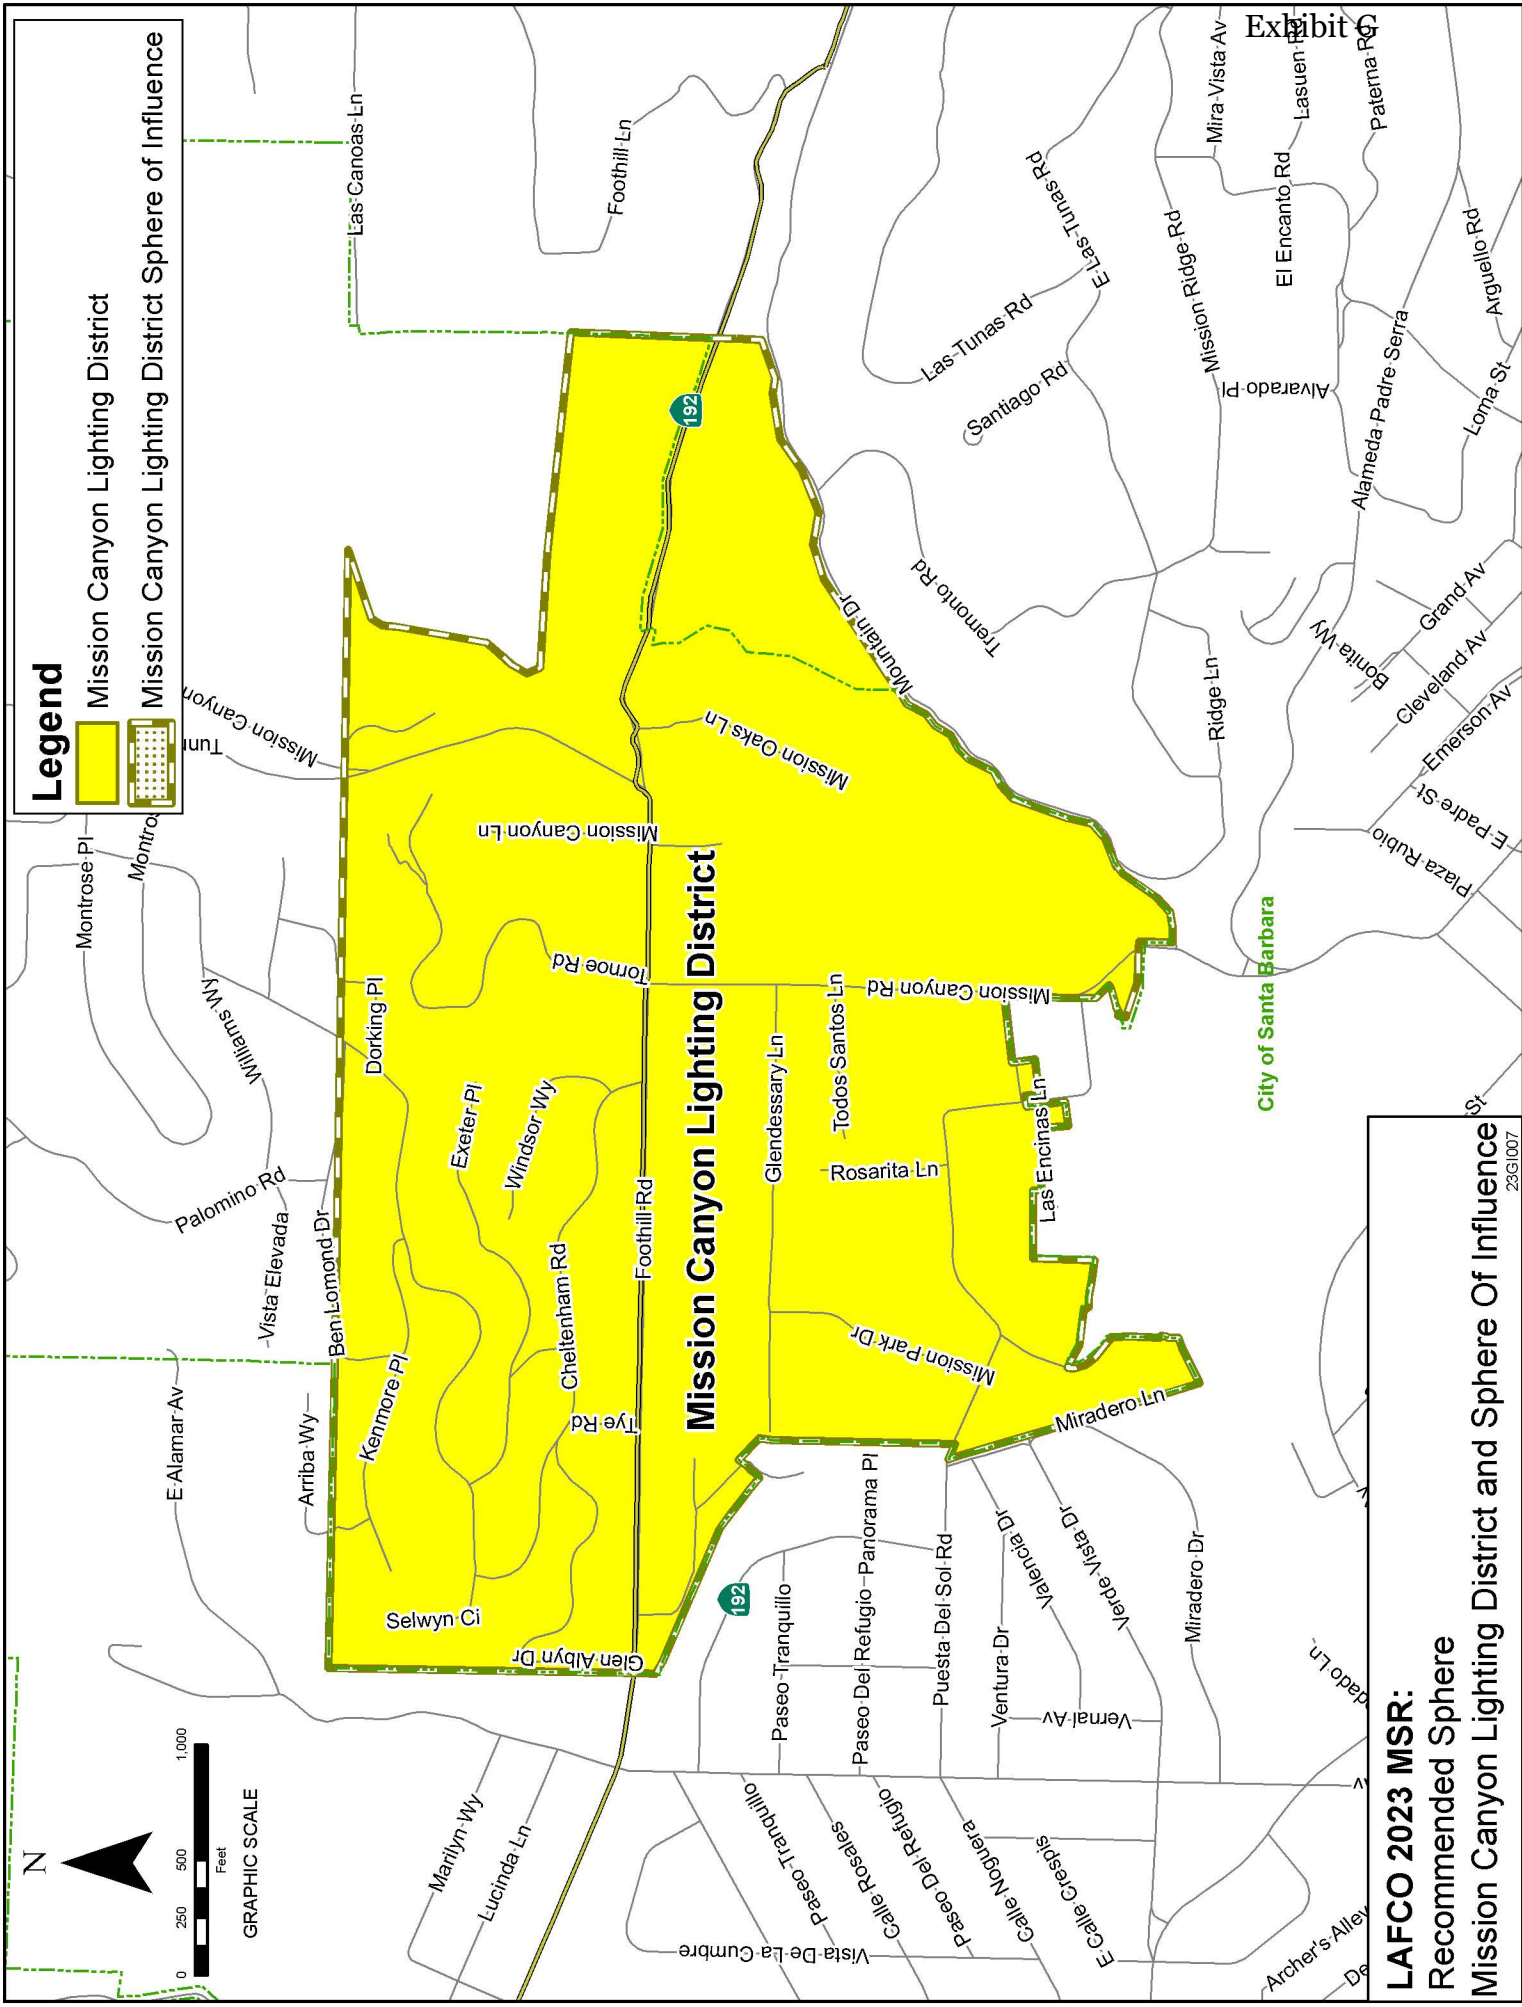 Exhibit G
Legend
Mission Canyon Lighting District
Mission Canyon Lighting District Sphere of Influence
N
0 250 500 1,000
Feet
GRAPHIC SCALE
Mission Canyon Lighting District
City of Santa Barbara
192
192
Las Canoas Ln
Foothill Ln
Mission Canyon
Montrose Pl
Williams Wy
Palomino Rd
Vista Elevada
Ben Lomond Dr
E Alamar Av
Arriba Wy
Kenmore Pl
Dorking Pl
Exeter Pl
Windsor Wy
Cheltenham Rd
Tye Rd
Selwyn Ci
Glen Albyn Dr
Foothill Rd
Tornoe Rd
Mission Canyon Ln
Mission Oaks Ln
Mission Canyon Rd
Glendessary Ln
Todos Santos Ln
Rosarita Ln
Las Encinas Ln
Mission Park Dr
Miradero Ln
Mountain Dr
Tremonto Rd
Las Tunas Rd
E Las Tunas Rd
Santiago Rd
Mission Ridge Rd
Mira Vista Av
Lasuen Rd
Paterna Rd
El Encanto Rd
Alvarado Pl
Arguello Rd
Alameda Padre Serra
Loma St
Grand Av
Bonita Wy
Cleveland Av
Emerson Av
E Padre St
Plaza Rubio
Ridge Ln
St
Marilyn Wy
Lucinda Ln
Paseo Tranquillo
Paseo Tranquillo
Paseo Del Refugio
Panorama Pl
Puesta Del Sol Rd
Valencia Dr
Verde Vista Dr
Ventura Dr
Vernal Av
Miradero Dr
Calle Rosales
Paseo Del Refugio
Calle Noguera
E Calle Crespis
Vista De La Cumbre
Archer's Alley
LAFCO 2023 MSR:
Recommended Sphere
Mission Canyon Lighting District and Sphere Of Influence
23GI007